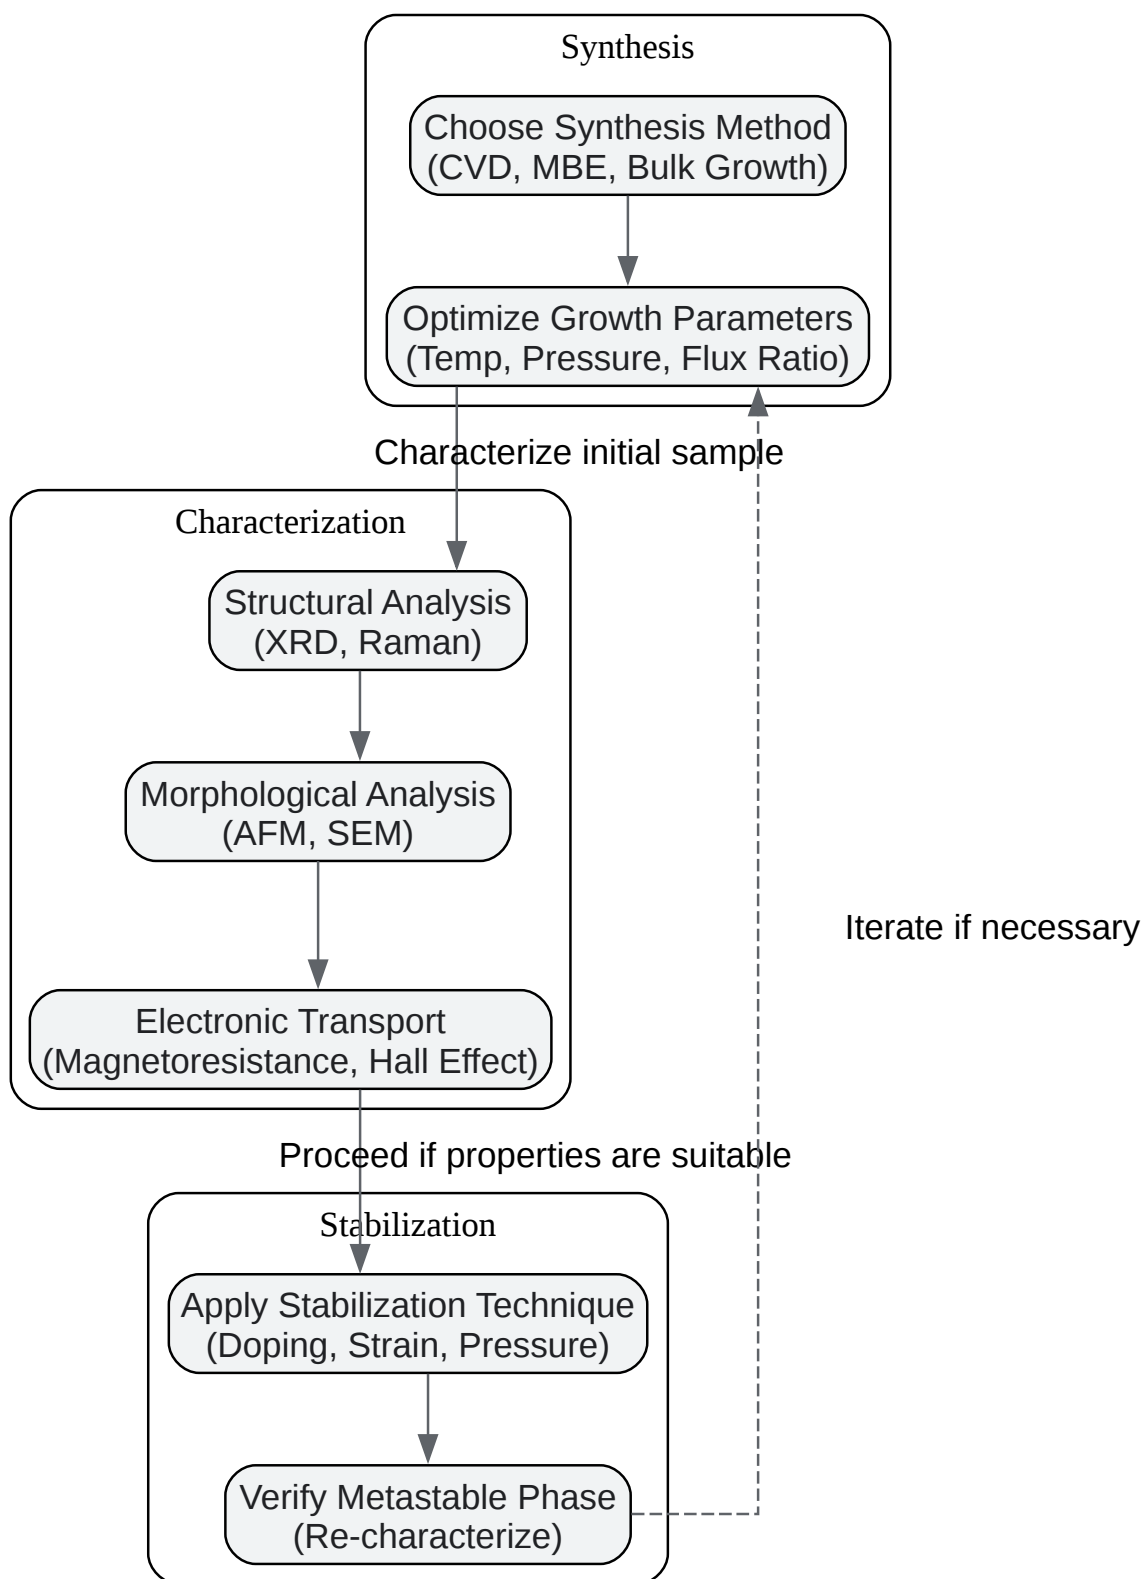 Synthesis
Choose Synthesis Method
(CVD, MBE, Bulk Growth)
Optimize Growth Parameters
(Temp, Pressure, Flux Ratio)
Characterize initial sample
Characterization
Structural Analysis
(XRD, Raman)
Morphological Analysis
(AFM, SEM)
Iterate if necessary
Electronic Transport
(Magnetoresistance, Hall Effect)
Proceed if properties are suitable
Stabilization
Apply Stabilization Technique
(Doping, Strain, Pressure)
Verify Metastable Phase
(Re-characterize)